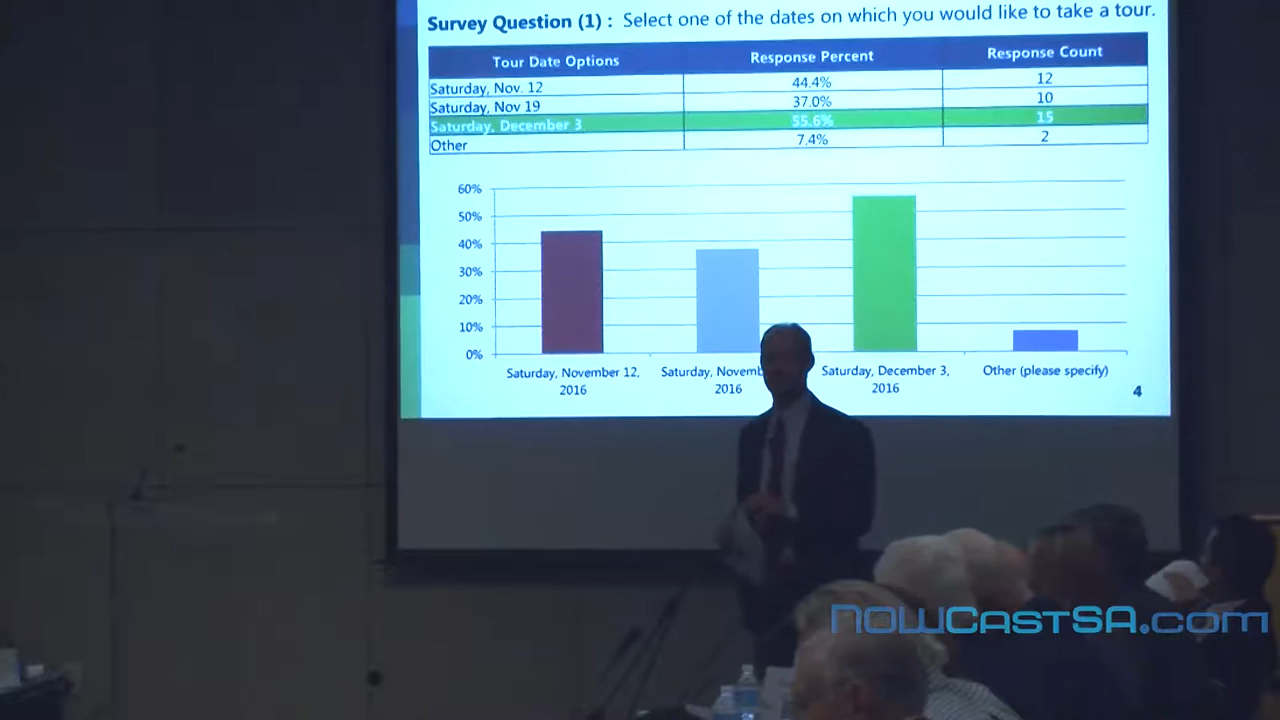 Survey Question (1) : Select one of the dates on which you would like to take a tour.
Tour Date Options Response Percent Response Count
Saturday, Nov. 12 44.4% 12
Saturday, Nov 19 37.0% 10
Saturday, December 3 55.6% 15
Other 7.4% 2
60%
50%
40%
30%
20%
10%
0%
Saturday, November 12, 2016
Saturday, Novemb 2016
Saturday, December 3, 2016
Other (please specify)
4
NOWCASTSA.COM